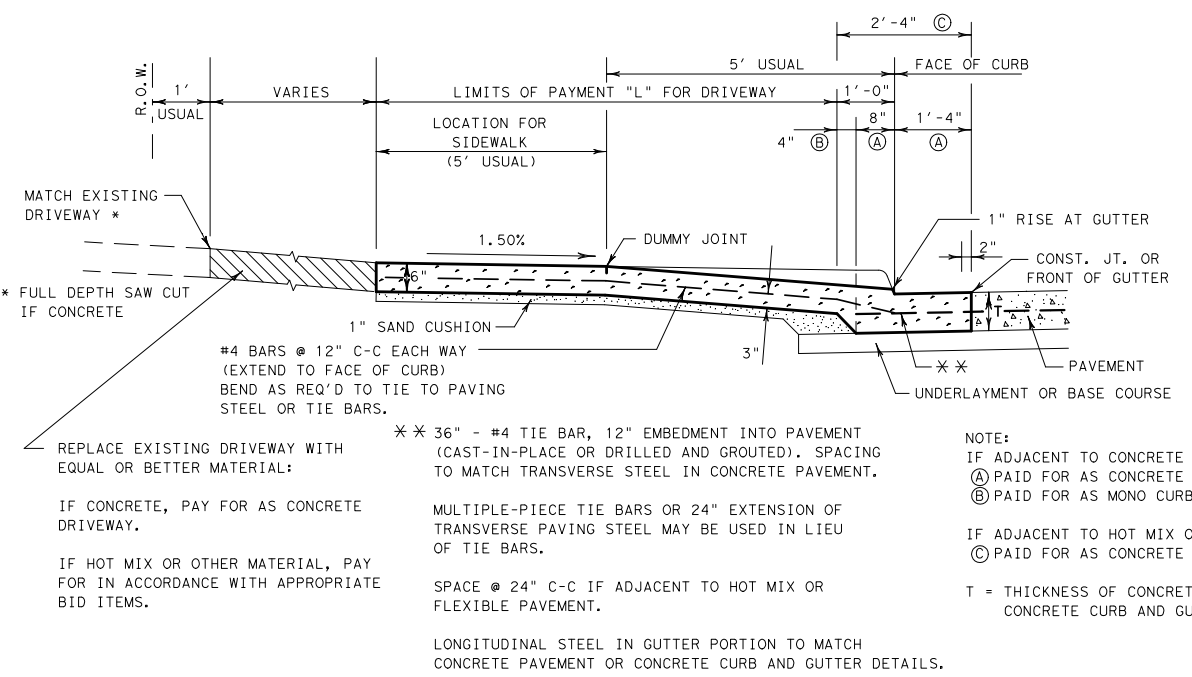 2'-4" Ⓒ
5' USUAL
FACE OF CURB
R.O.W.
1'
USUAL
VARIES
LIMITS OF PAYMENT "L" FOR DRIVEWAY
1'-0"
LOCATION FOR
SIDEWALK
(5' USUAL)
4" Ⓑ
8"
Ⓐ
1'-4"
Ⓐ
MATCH EXISTING
DRIVEWAY *
1" RISE AT GUTTER
1.50%
DUMMY JOINT
2"
CONST. JT. OR
FRONT OF GUTTER
6"
* FULL DEPTH SAW CUT
IF CONCRETE
T
1" SAND CUSHION
3"
** 
PAVEMENT
UNDERLAYMENT OR BASE COURSE
#4 BARS @ 12" C-C EACH WAY
(EXTEND TO FACE OF CURB)
BEND AS REQ'D TO TIE TO PAVING
STEEL OR TIE BARS.
REPLACE EXISTING DRIVEWAY WITH
EQUAL OR BETTER MATERIAL:
IF CONCRETE, PAY FOR AS CONCRETE
DRIVEWAY.
IF HOT MIX OR OTHER MATERIAL, PAY
FOR IN ACCORDANCE WITH APPROPRIATE
BID ITEMS.
** 36" - #4 TIE BAR, 12" EMBEDMENT INTO PAVEMENT
(CAST-IN-PLACE OR DRILLED AND GROUTED). SPACING
TO MATCH TRANSVERSE STEEL IN CONCRETE PAVEMENT.
MULTIPLE-PIECE TIE BARS OR 24" EXTENSION OF
TRANSVERSE PAVING STEEL MAY BE USED IN LIEU
OF TIE BARS.
SPACE @ 24" C-C IF ADJACENT TO HOT MIX OR
FLEXIBLE PAVEMENT.
LONGITUDINAL STEEL IN GUTTER PORTION TO MATCH
CONCRETE PAVEMENT OR CONCRETE CURB AND GUTTER DETAILS.
NOTE:
IF ADJACENT TO CONCRETE
Ⓐ PAID FOR AS CONCRETE
Ⓑ PAID FOR AS MONO CURB
IF ADJACENT TO HOT MIX
Ⓒ PAID FOR AS CONCRETE
T = THICKNESS OF
CONCRETE CURB AND